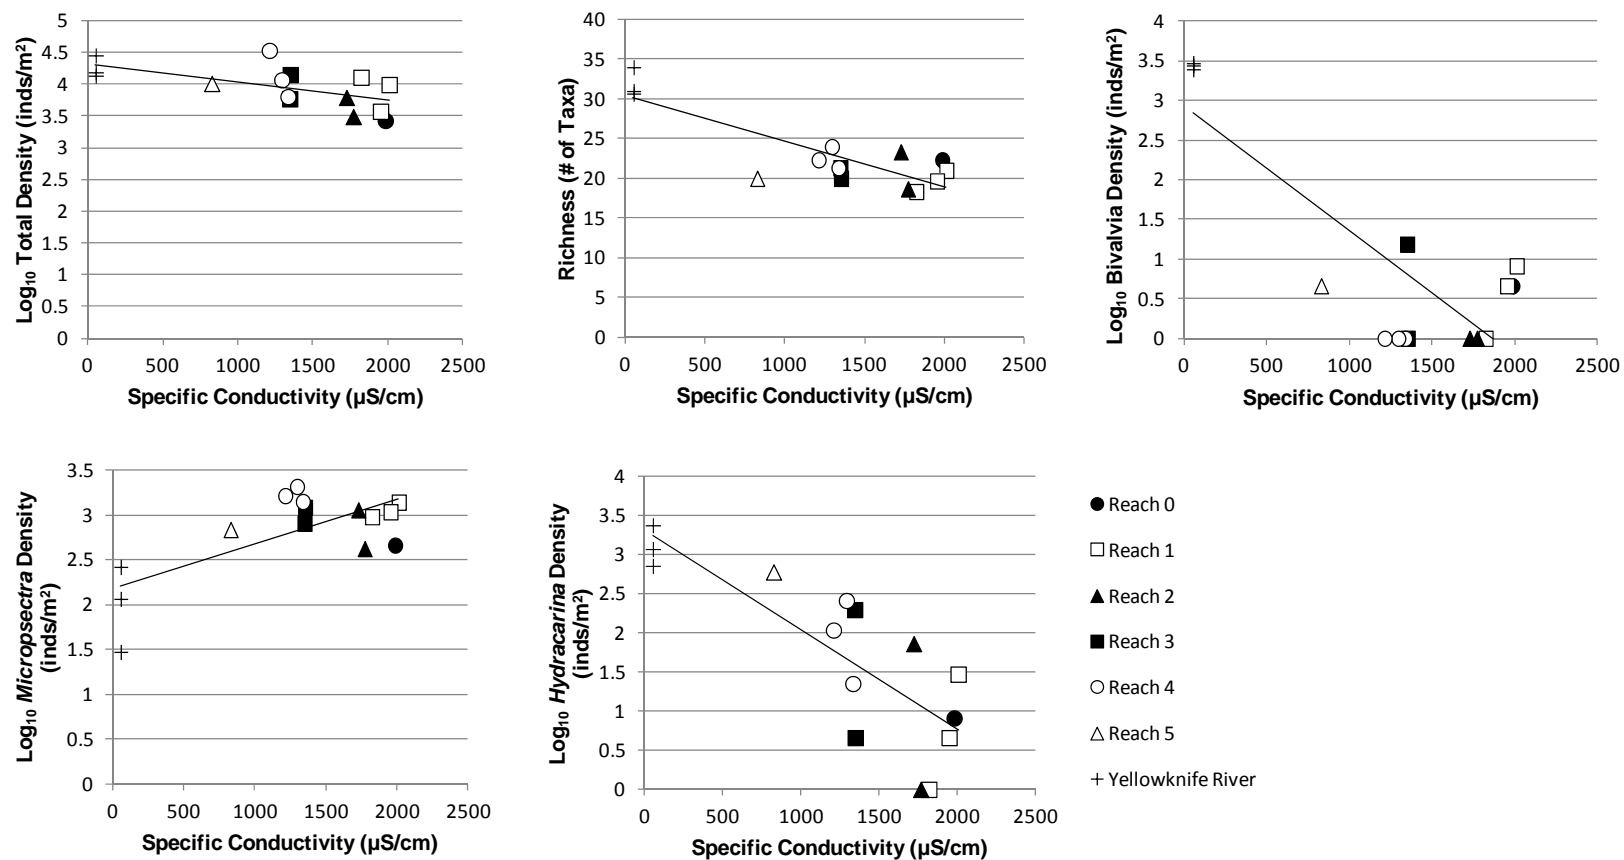 Log₁₀ Total Density (inds/m²)
5
4.5
4
3.5
3
2.5
2
1.5
1
0.5
0
0 500 1000 1500 2000 2500
Specific Conductivity (µS/cm)
Richness (# of Taxa)
40
35
30
25
20
15
10
5
0
0 500 1000 1500 2000 2500
Specific Conductivity (µS/cm)
Log₁₀ Bivalvia Density (inds/m²)
4
3.5
3
2.5
2
1.5
1
0.5
0
0 500 1000 1500 2000 2500
Specific Conductivity (µS/cm)
Log₁₀ Micropsectra Density
(inds/m²)
3.5
3
2.5
2
1.5
1
0.5
0
0 500 1000 1500 2000 2500
Specific Conductivity (µS/cm)
Log₁₀ Hydracarina Density
(inds/m²)
4
3.5
3
2.5
2
1.5
1
0.5
0
0 500 1000 1500 2000 2500
Specific Conductivity (µS/cm)
Reach 0
Reach 1
Reach 2
Reach 3
Reach 4
Reach 5
Yellowknife River